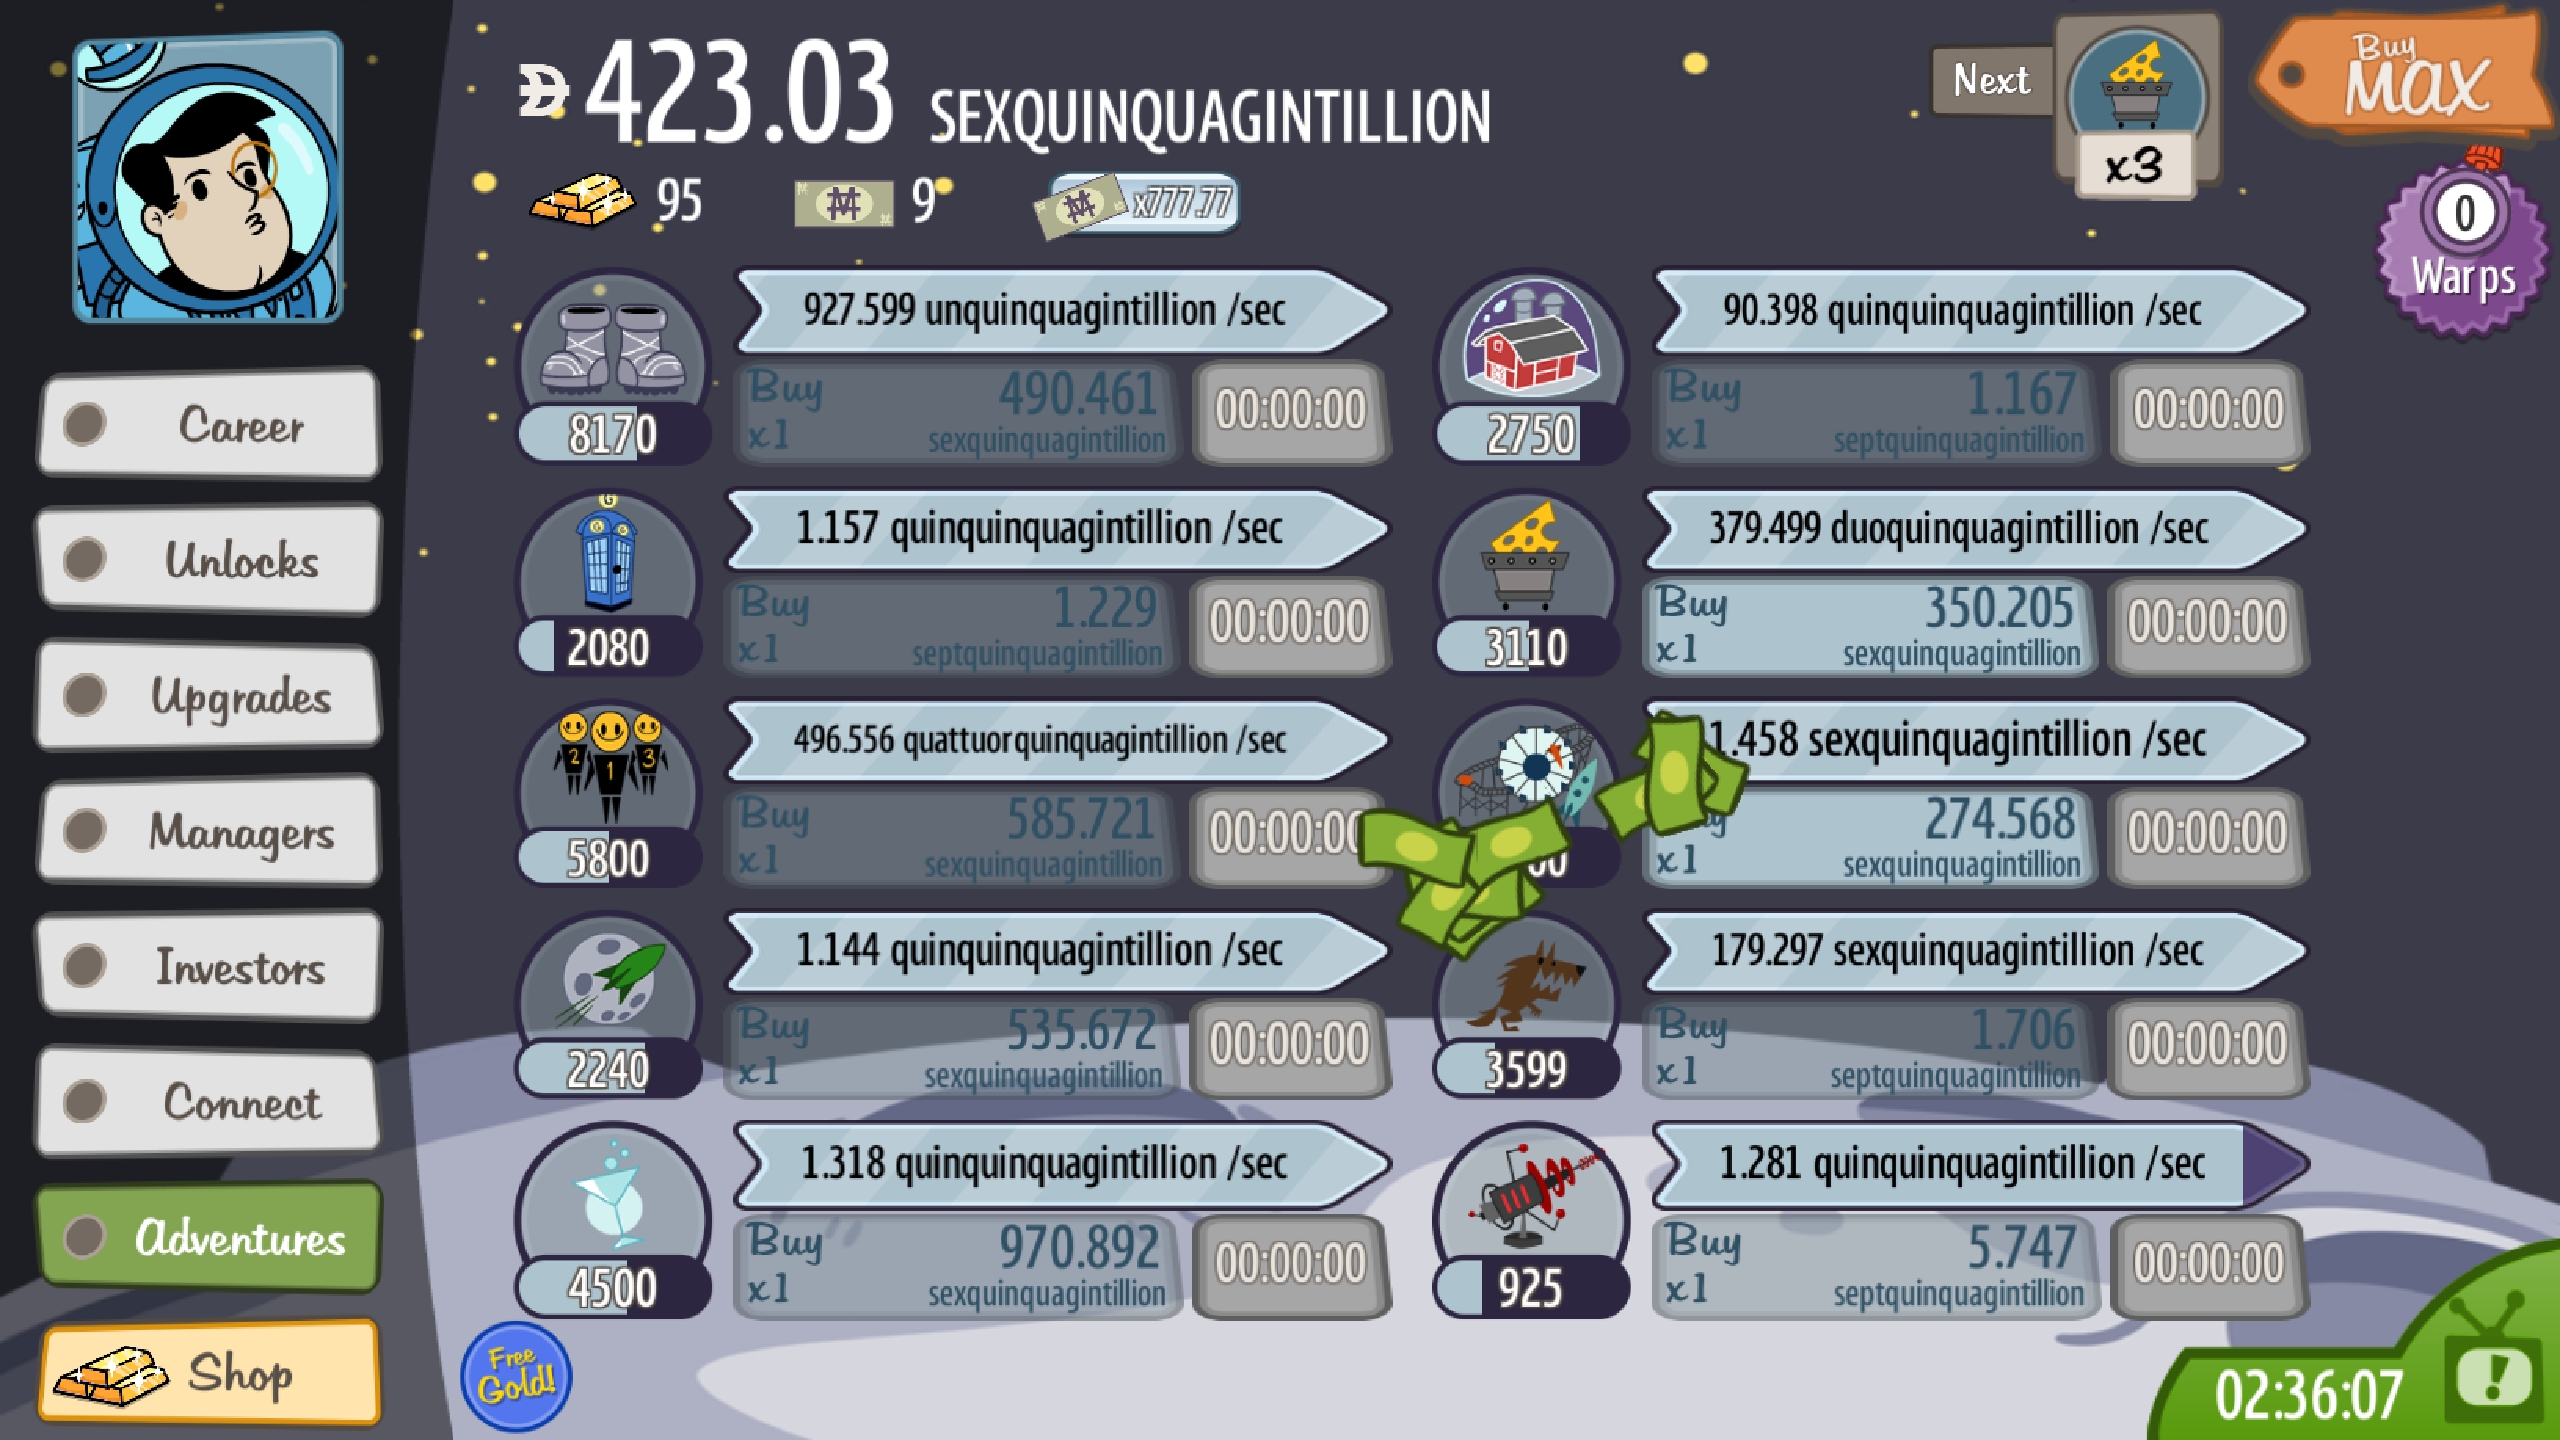 423.03 SEXQUINQUAGINTILLION
95
9
x777.77
Next
x3
Buy
MAX
0
Warps
Career
Unlocks
Upgrades
Managers
Investors
Connect
Adventures
Shop
927.599 unquinquagintillion /sec
Buy 490.461
x1 sexquinquagintillion
00:00:00
8170
1.157 quinquinquagintillion /sec
Buy 1.229
x1 septquinquagintillion
00:00:00
2080
2 1 3
496.556 quattuorquinquagintillion /sec
Buy 585.721
x1 sexquinquagintillion
5800
1.144 quinquinquagintillion /sec
Buy 535.672
x1 sexquinquagintillion
00:00:00
2240
1.318 quinquinquagintillion /sec
Buy 970.892
x1 sexquinquagintillion
00:00:00
4500
90.398 quinquinquagintillion /sec
Buy 1.167
x1 septquinquagintillion
00:00:00
2750
379.499 duoquinquagintillion /sec
Buy 350.205
x1 sexquinquagintillion
00:00:00
3110
1.458 sexquinquagintillion /sec
274.568
x1 sexquinquagintillion
00:00:00
179.297 sexquinquagintillion /sec
Buy 1.706
x1 septquinquagintillion
00:00:00
3599
1.281 quinquinquagintillion /sec
Buy 5.747
x1 septquinquagintillion
00:00:00
925
Free
Gold!
02:36:07
!